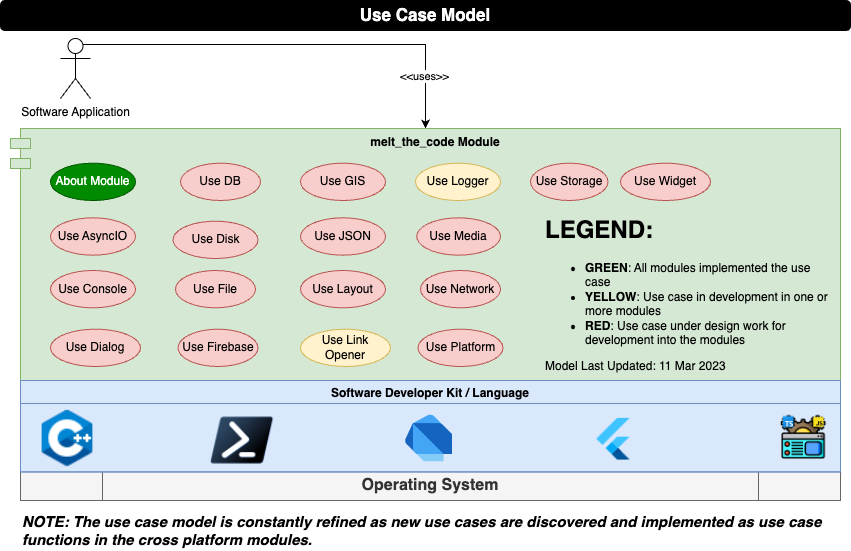 Use Case Model
<<uses>>
Software Application
melt_the_code Module
About Module
Use DB
Use GIS
Use Logger
Use Storage
Use Widget
Use AsyncIO
Use Disk
Use JSON
Use Media
Use Console
Use File
Use Layout
Use Network
Use Dialog
Use Firebase
Use Link
Opener
Use Platform
LEGEND:
• GREEN: All modules implemented the use
case
• YELLOW: Use case in development in one or
more modules
• RED: Use case under design work for
development into the modules
Model Last Updated: 11 Mar 2023
Software Developer Kit / Language
C++
TS
JS
Operating System
NOTE: The use case model is constantly refined as new use cases are discovered and implemented as use case
functions in the cross platform modules.